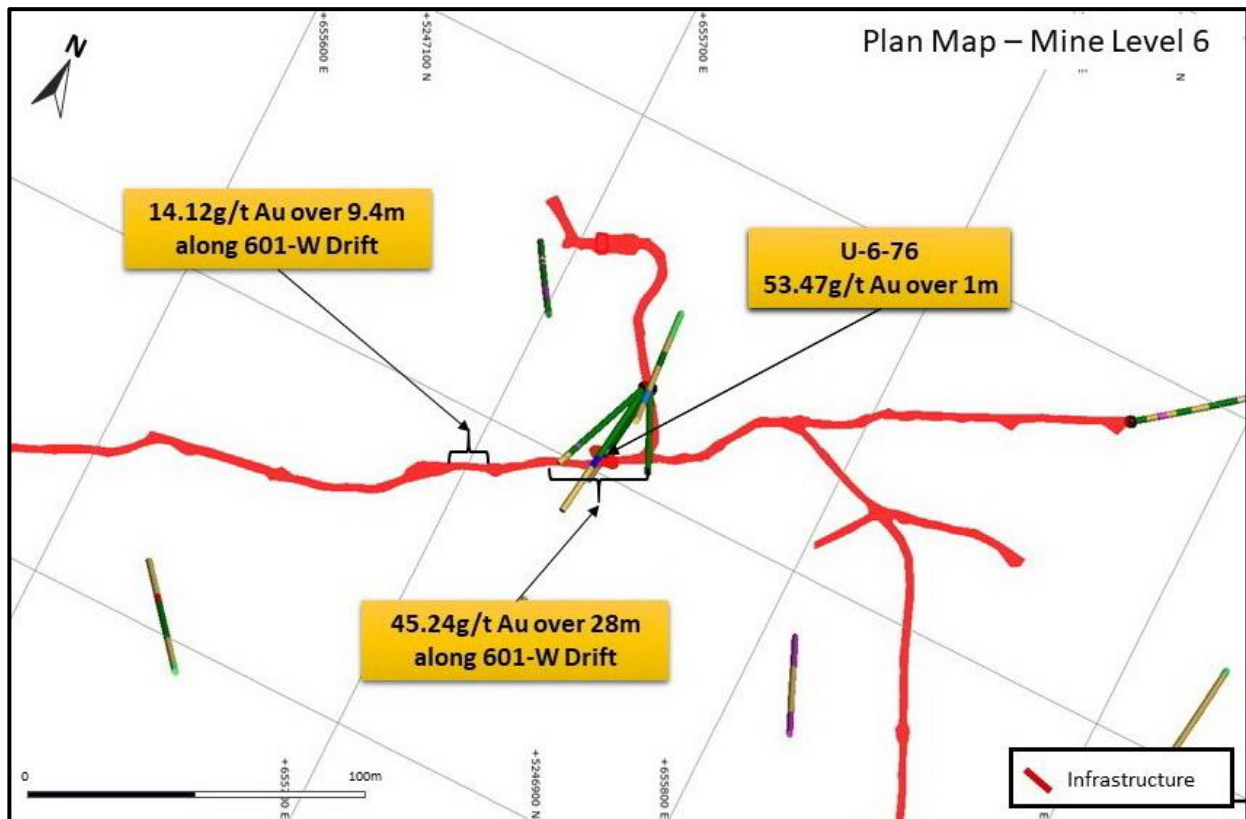 Plan Map – Mine Level 6
N
+655600 E
5247100 N
+655700 E
N
14.12g/t Au over 9.4m
along 601-W Drift
U-6-76
53.47g/t Au over 1m
45.24g/t Au over 28m
along 601-W Drift
0
100m
5246900 N
+655800 E
Infrastructure